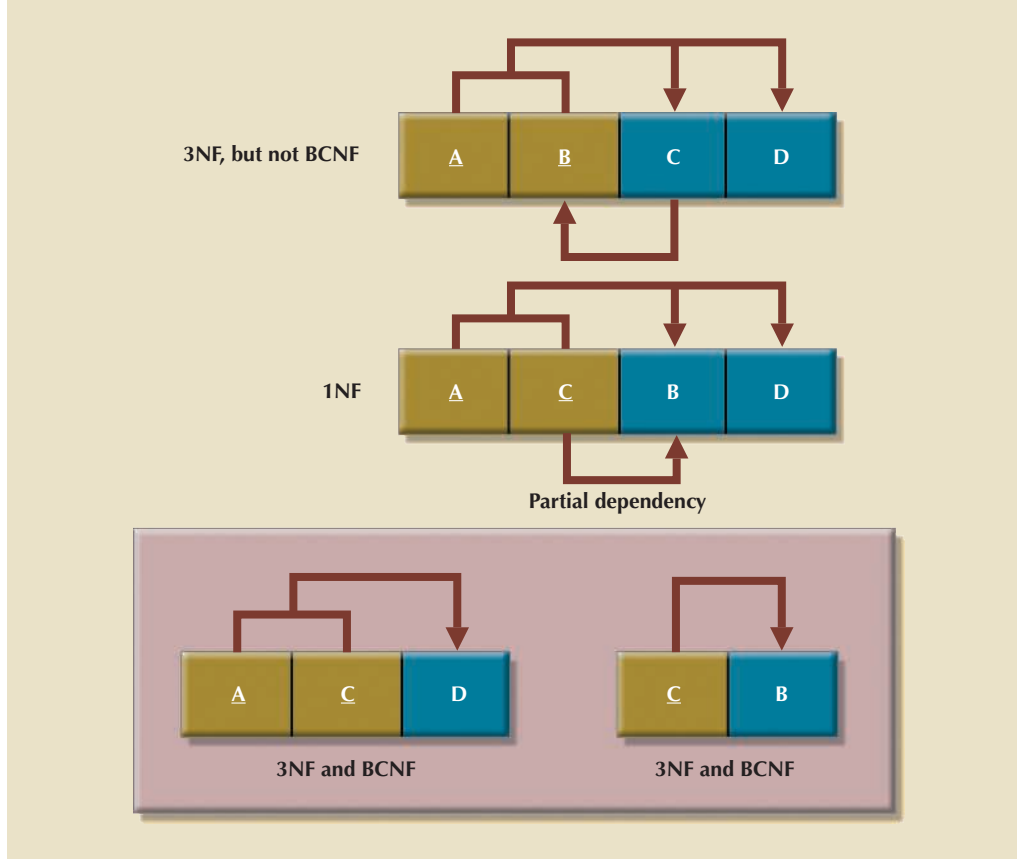 3NF, but not BCNF
A B C D
1NF
A C B D
Partial dependency
A C D
C B
3NF and BCNF
3NF and BCNF